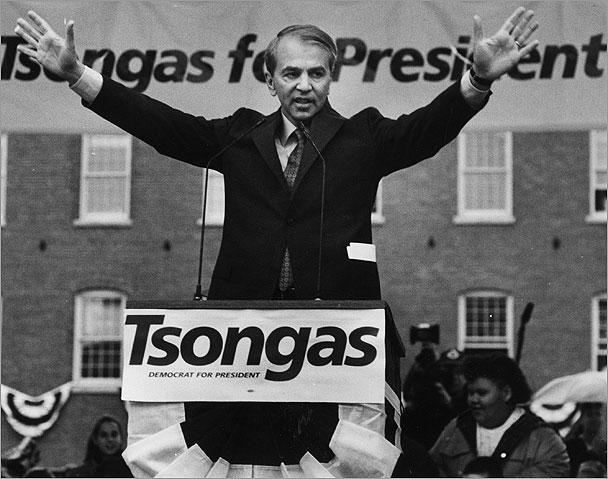 Tsongas for President
Tsongas
DEMOCRAT FOR PRESIDENT